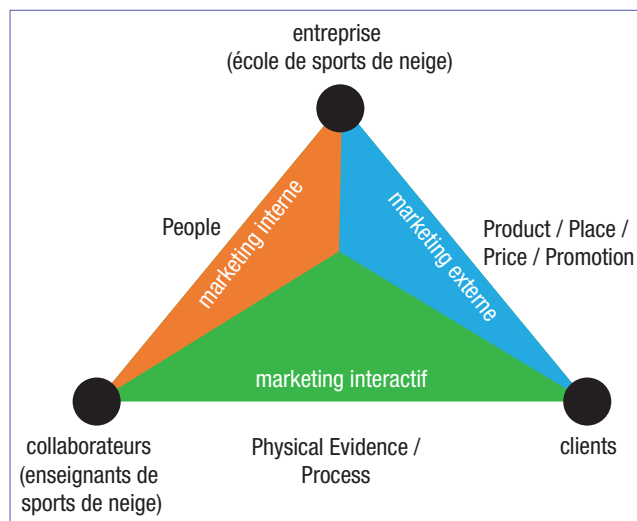 entreprise
(école de sports de neige)
People
marketing interne
marketing externe
Product / Place /
Price / Promotion
marketing interactif
collaborateurs
(enseignants de
sports de neige)
Physical Evidence /
Process
clients